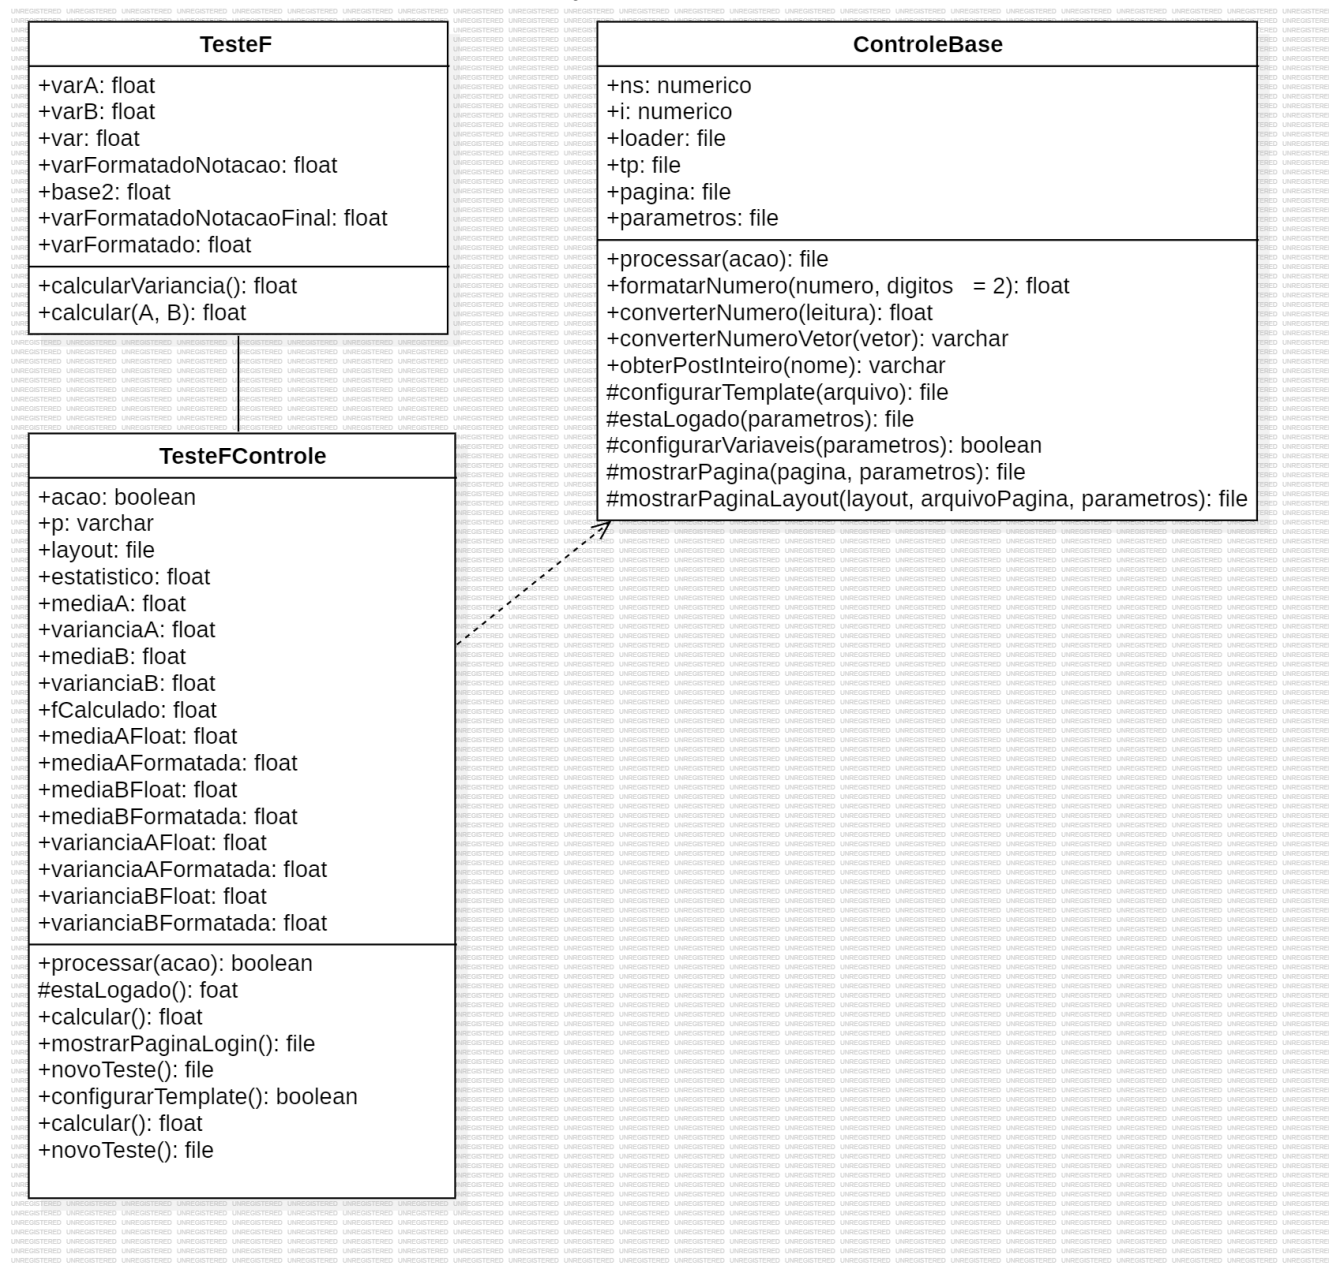 TesteF
+varA: float
+varB: float
+var: float
+varFormatadoNotacao: float
+base2: float
+varFormatadoNotacaoFinal: float
+varFormatado: float
+calcularVariancia(): float
+calcular(A, B): float
ControleBase
+ns: numerico
+i: numerico
+loader: file
+tp: file
+pagina: file
+parametros: file
+processar(acao): file
+formatarNumero(numero, digitos = 2): float
+converterNumero(leitura): float
+converterNumeroVetor(vetor): varchar
+obterPostInteiro(nome): varchar
#configurarTemplate(arquivo): file
#estaLogado(parametros): file
#configurarVariaveis(parametros): boolean
#mostrarPagina(pagina, parametros): file
#mostrarPaginaLayout(layout, arquivoPagina, parametros): file
TesteFControle
+acao: boolean
+p: varchar
+layout: file
+estatistico: float
+mediaA: float
+varianciaA: float
+mediaB: float
+varianciaB: float
+fCalculado: float
+mediaAFloat: float
+mediaAFormatada: float
+mediaBFloat: float
+mediaBFormatada: float
+varianciaAFloat: float
+varianciaAFormatada: float
+varianciaBFloat: float
+varianciaBFormatada: float
+processar(acao): boolean
#estaLogado(): foat
+calcular(): float
+mostrarPaginaLogin(): file
+novoTeste(): file
+configurarTemplate(): boolean
+calcular(): float
+novoTeste(): file
UNREGISTERED